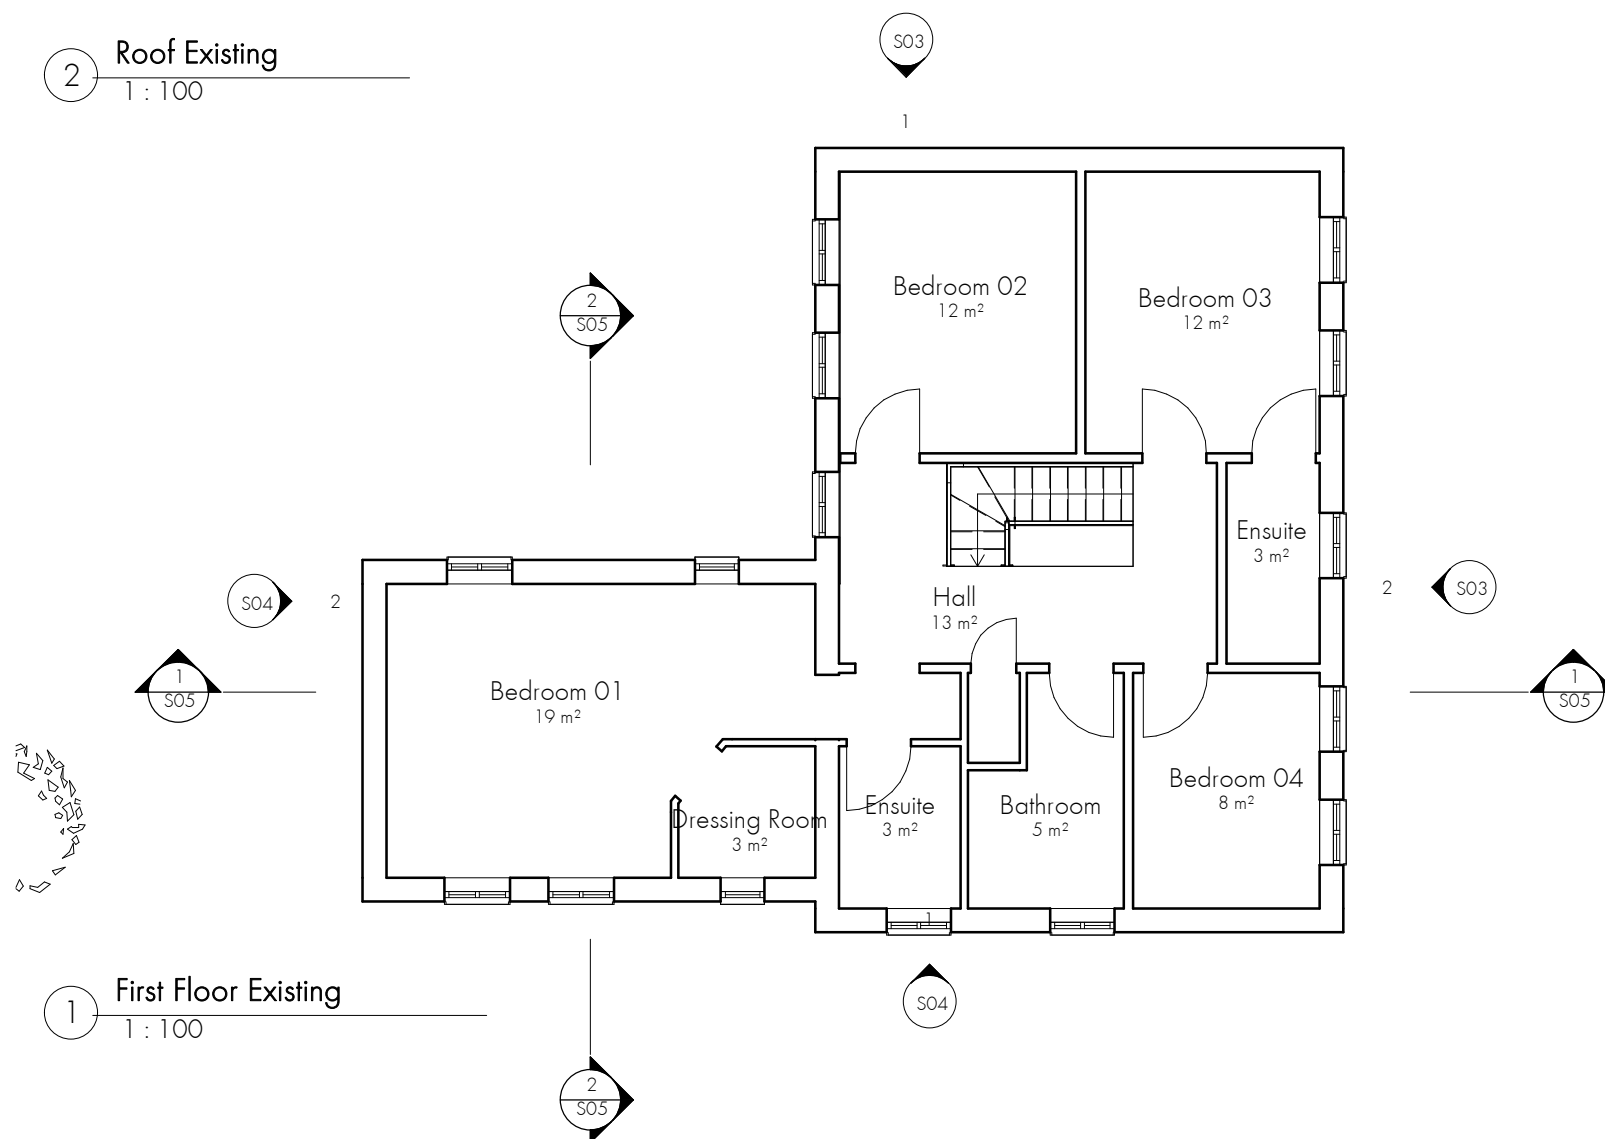 2
Roof Existing
1 : 100
S03
1
2
S05
Bedroom 02
12 m²
Bedroom 03
12 m²
Ensuite
3 m²
S04
2
Hall
13 m²
2
S03
1
S05
Bedroom 01
19 m²
1
S05
Dressing Room
3 m²
Ensuite
3 m²
Bathroom
5 m²
Bedroom 04
8 m²
1
S04
1
First Floor Existing
1 : 100
2
S05